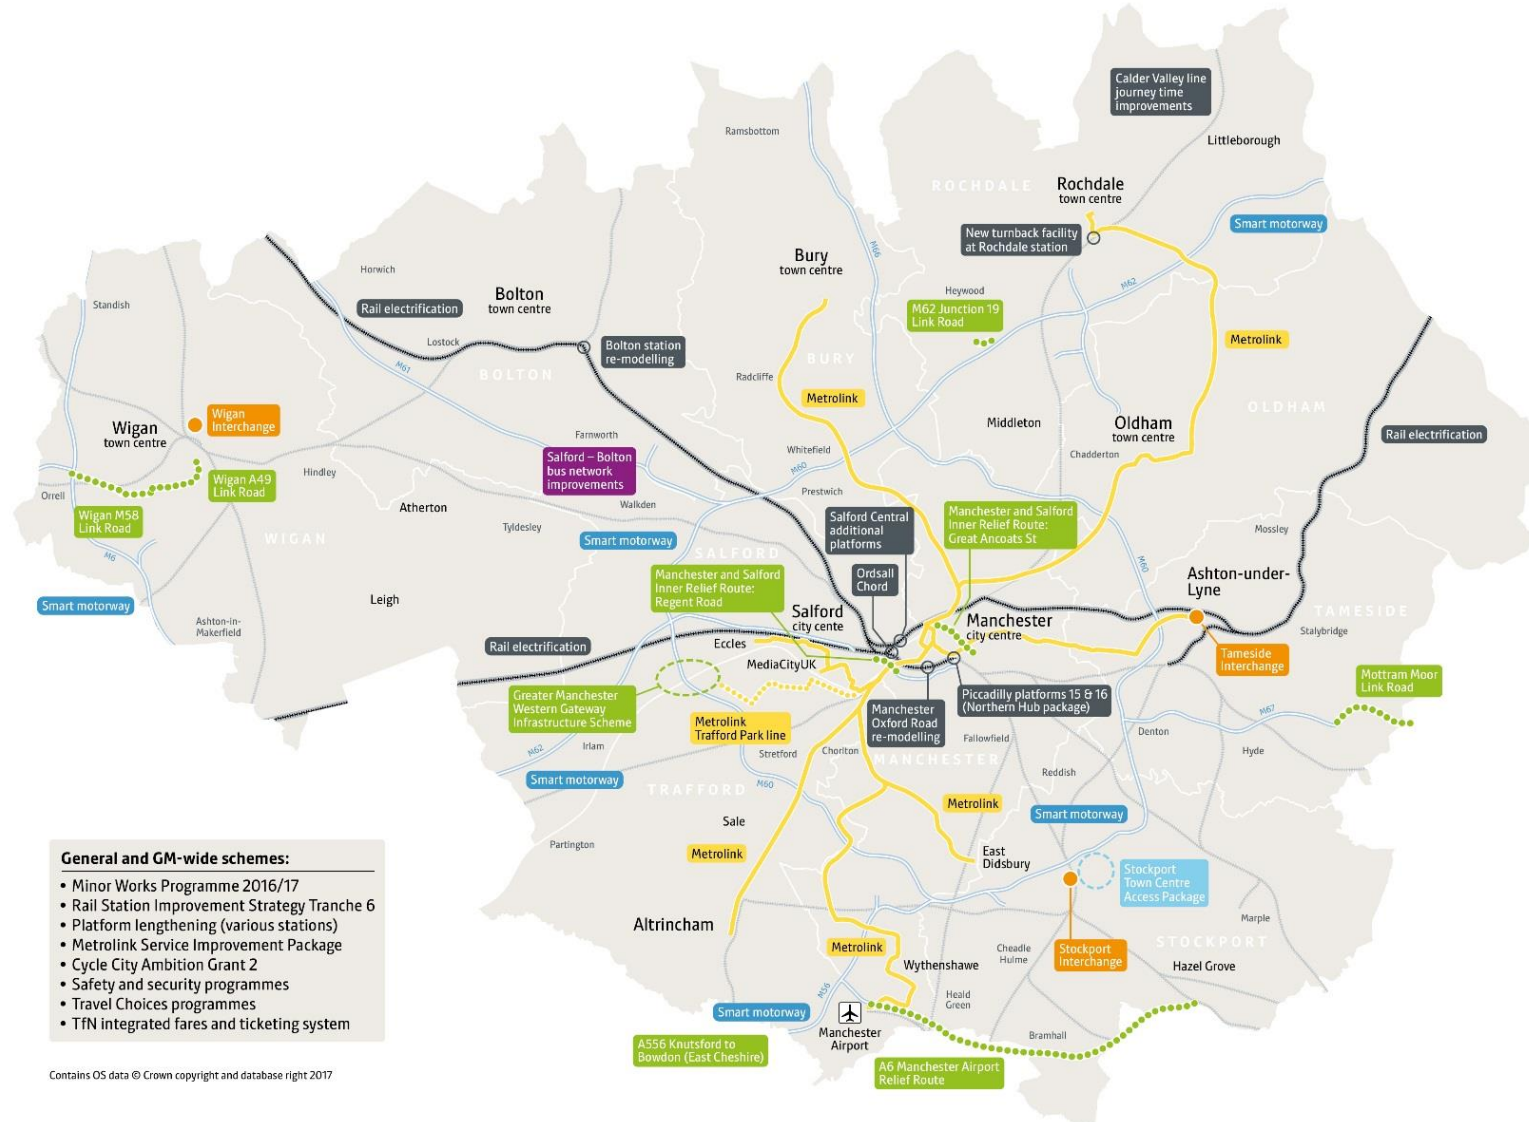 Calder Valley line
journey time
improvements
Ramsbottom
Littleborough
ROCHDALE
Rochdale
town centre
Smart motorway
New turnback facility
at Rochdale station
M66
Bury
town centre
Horwich
Bolton
town centre
Heywood
M62
Standish
Rail electrification
M62 Junction 19
Link Road
Lostock
Bolton station
re-modelling
Metrolink
BURY
M61
BOLTON
Radcliffe
Metrolink
OLDHAM
Wigan
Interchange
Wigan
town centre
Middleton
Oldham
town centre
Rail electrification
Farnworth
Whitefield
Chadderton
Salford – Bolton
bus network
improvements
M60
Hindley
Orrell
Wigan A49
Link Road
Prestwich
Atherton
Walkden
Wigan M58
Link Road
Tyldesley
Salford Central
additional
platforms
Manchester and Salford
Inner Relief Route:
Great Ancoats St
Mossley
WIGAN
Smart motorway
SALFORD
M6
M60
Manchester and Salford
Inner Relief Route:
Regent Road
Ordsall
Chord
Ashton-under-
Lyne
Smart motorway
Leigh
Salford
city cente
Manchester
city centre
TAMESIDE
Ashton-in-
Makerfield
Stalybridge
Rail electrification
Eccles
MediaCityUK
Tameside
Interchange
Mottram Moor
Link Road
Greater Manchester
Western Gateway
Infrastructure Scheme
Piccadilly platforms 15 & 16
(Northern Hub package)
Metrolink
Trafford Park line
Manchester
Oxford Road
re-modelling
M67
M62
Irlam
Stretford
Chorlton
Fallowfield
Denton
Hyde
MANCHESTER
Smart motorway
TRAFFORD
M60
Reddish
Metrolink
Smart motorway
Sale
Partington
Metrolink
East
Didsbury
Stockport
Town Centre
Access Package
General and GM-wide schemes:
• Minor Works Programme 2016/17
• Rail Station Improvement Strategy Tranche 6
• Platform lengthening (various stations)
• Metrolink Service Improvement Package
• Cycle City Ambition Grant 2
• Safety and security programmes
• Travel Choices programmes
• TfN integrated fares and ticketing system
Altrincham
Marple
Metrolink
Cheadle
Hulme
Stockport
Interchange
STOCKPORT
Wythenshawe
Hazel Grove
M56
Heald
Green
Smart motorway
Manchester
Airport
Bramhall
A556 Knutsford to
Bowdon (East Cheshire)
A6 Manchester Airport
Relief Route
Contains OS data © Crown copyright and database right 2017